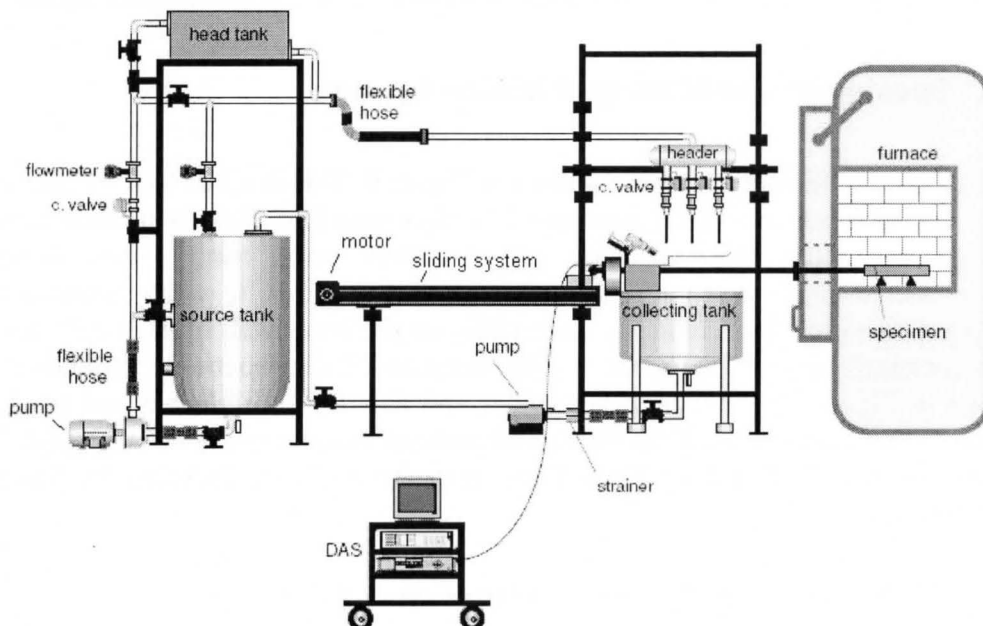 head tank
flexible
hose
flowmeter
c. valve
header
c. valve
furnace
motor
sliding system
source tank
collecting tank
specimen
flexible
hose
pump
pump
strainer
DAS